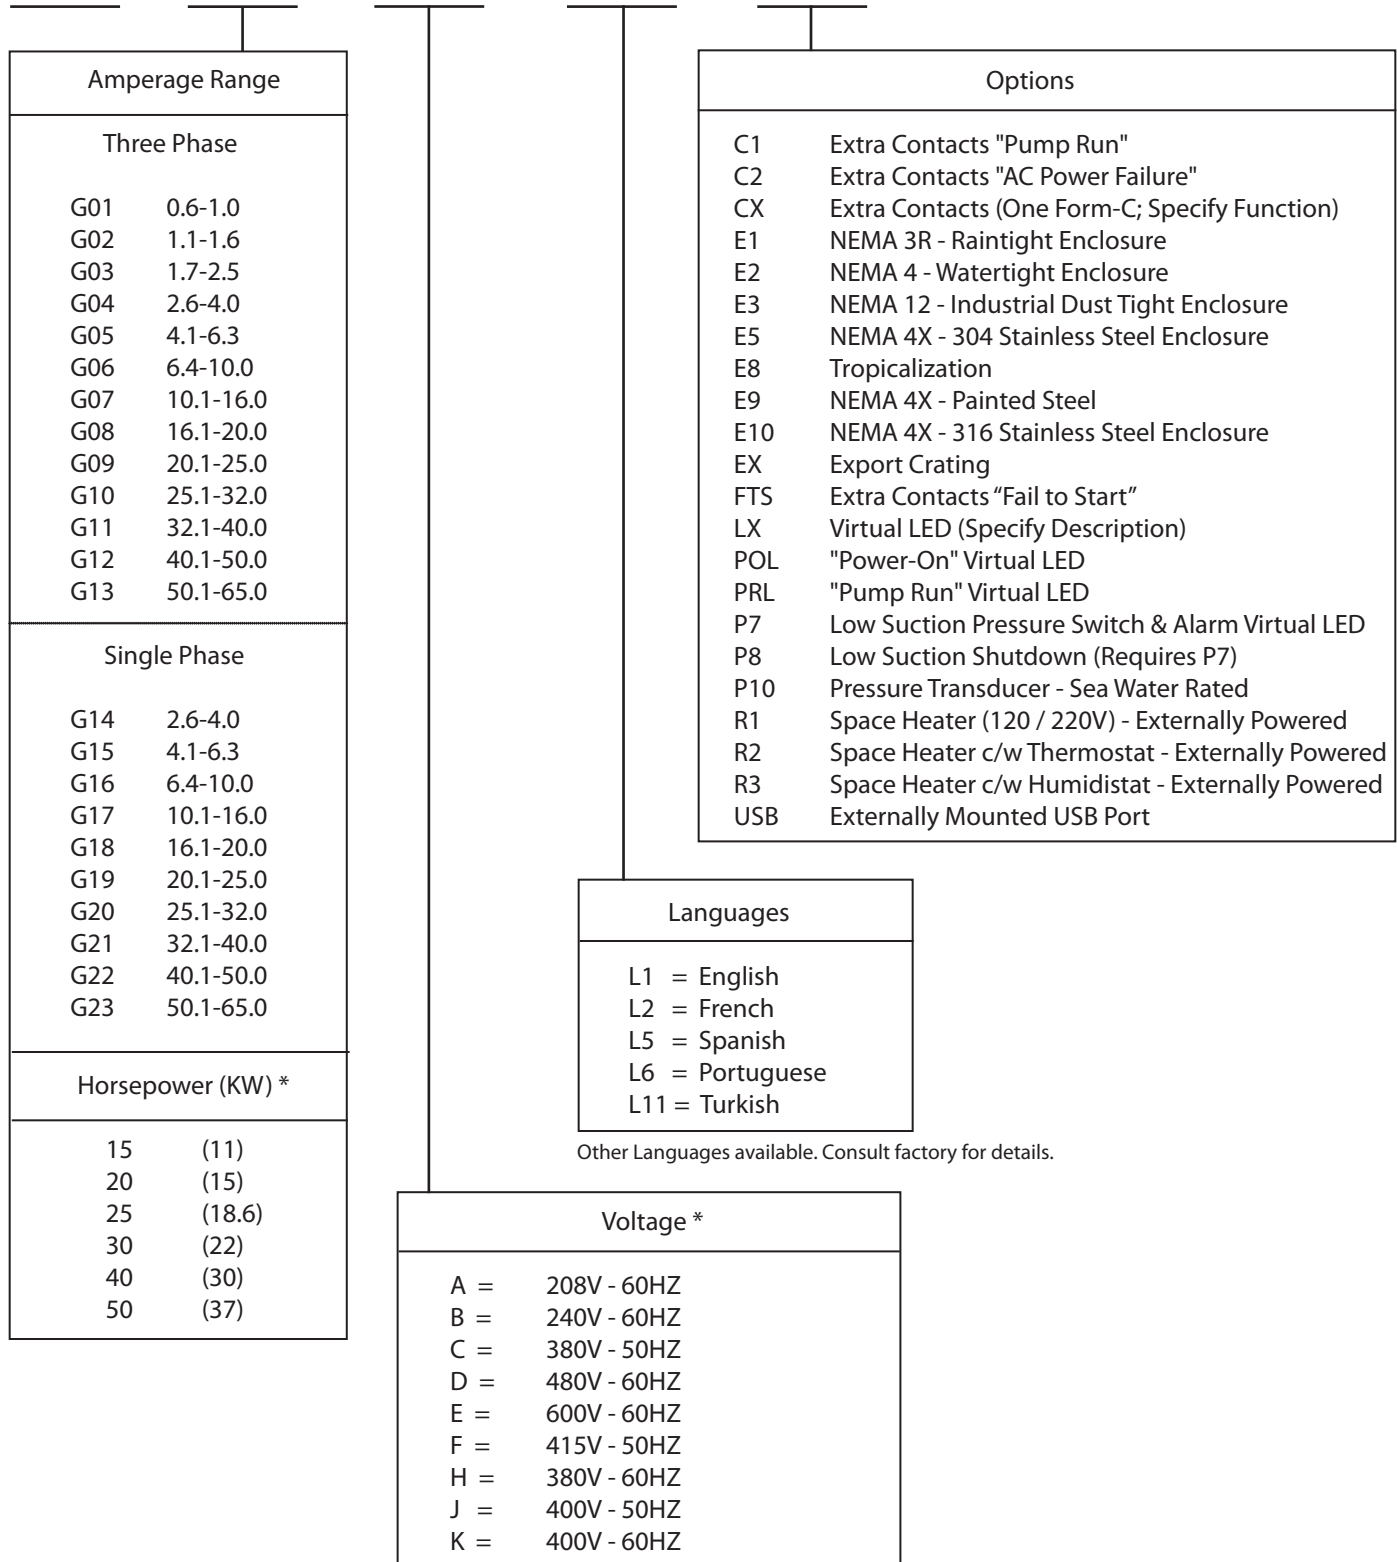 Amperage Range
Three Phase
G01 0.6-1.0
G02 1.1-1.6
G03 1.7-2.5
G04 2.6-4.0
G05 4.1-6.3
G06 6.4-10.0
G07 10.1-16.0
G08 16.1-20.0
G09 20.1-25.0
G10 25.1-32.0
G11 32.1-40.0
G12 40.1-50.0
G13 50.1-65.0
Single Phase
G14 2.6-4.0
G15 4.1-6.3
G16 6.4-10.0
G17 10.1-16.0
G18 16.1-20.0
G19 20.1-25.0
G20 25.1-32.0
G21 32.1-40.0
G22 40.1-50.0
G23 50.1-65.0
Horsepower (KW) *
15 (11)
20 (15)
25 (18.6)
30 (22)
40 (30)
50 (37)
Options
C1 Extra Contacts "Pump Run"
C2 Extra Contacts "AC Power Failure"
CX Extra Contacts (One Form-C; Specify Function)
E1 NEMA 3R - Raintight Enclosure
E2 NEMA 4 - Watertight Enclosure
E3 NEMA 12 - Industrial Dust Tight Enclosure
E5 NEMA 4X - 304 Stainless Steel Enclosure
E8 Tropicalization
E9 NEMA 4X - Painted Steel
E10 NEMA 4X - 316 Stainless Steel Enclosure
EX Export Crating
FTS Extra Contacts “Fail to Start”
LX Virtual LED (Specify Description)
POL "Power-On" Virtual LED
PRL "Pump Run" Virtual LED
P7 Low Suction Pressure Switch & Alarm Virtual LED
P8 Low Suction Shutdown (Requires P7)
P10 Pressure Transducer - Sea Water Rated
R1 Space Heater (120 / 220V) - Externally Powered
R2 Space Heater c/w Thermostat - Externally Powered
R3 Space Heater c/w Humidistat - Externally Powered
USB Externally Mounted USB Port
Languages
L1 = English
L2 = French
L5 = Spanish
L6 = Portuguese
L11 = Turkish
Other Languages available. Consult factory for details.
Voltage *
A = 208V - 60HZ
B = 240V - 60HZ
C = 380V - 50HZ
D = 480V - 60HZ
E = 600V - 60HZ
F = 415V - 50HZ
H = 380V - 60HZ
J = 400V - 50HZ
K = 400V - 60HZ